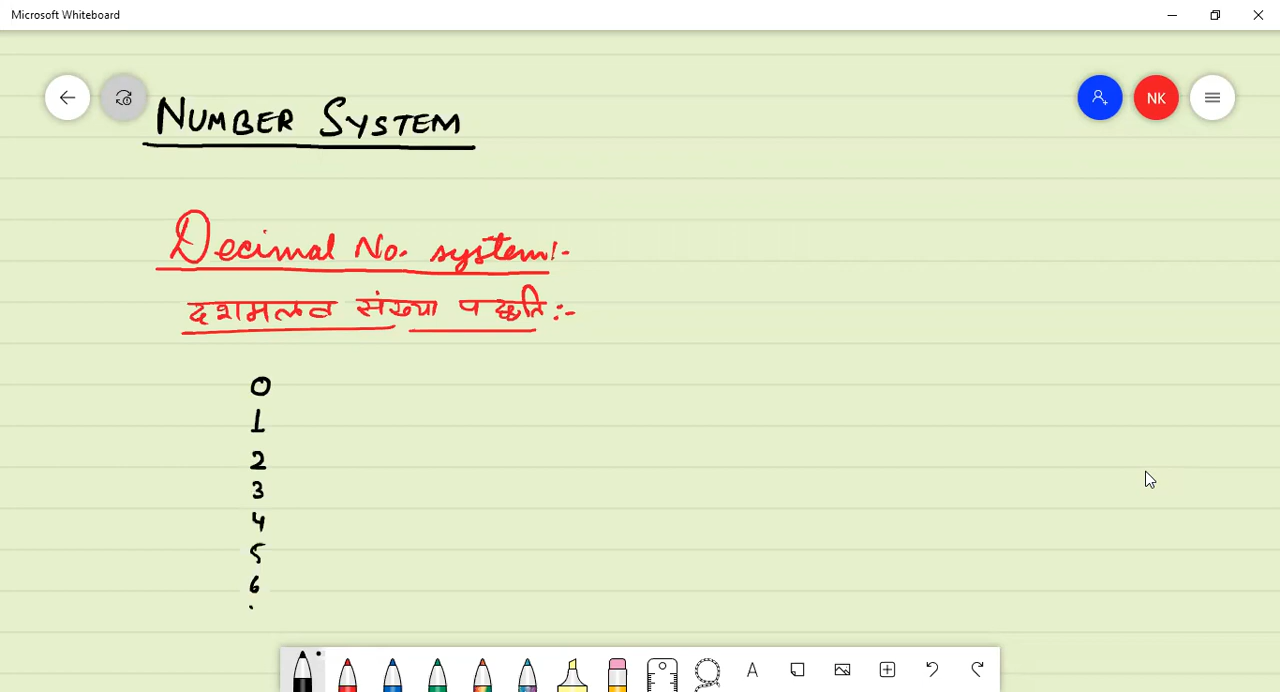 Microsoft Whiteboard
NK
NUMBER SYSTEM
Decimal No. system:-
दशमलव संख्या पद्धति :-
0
1
2
3
4
5
6
A